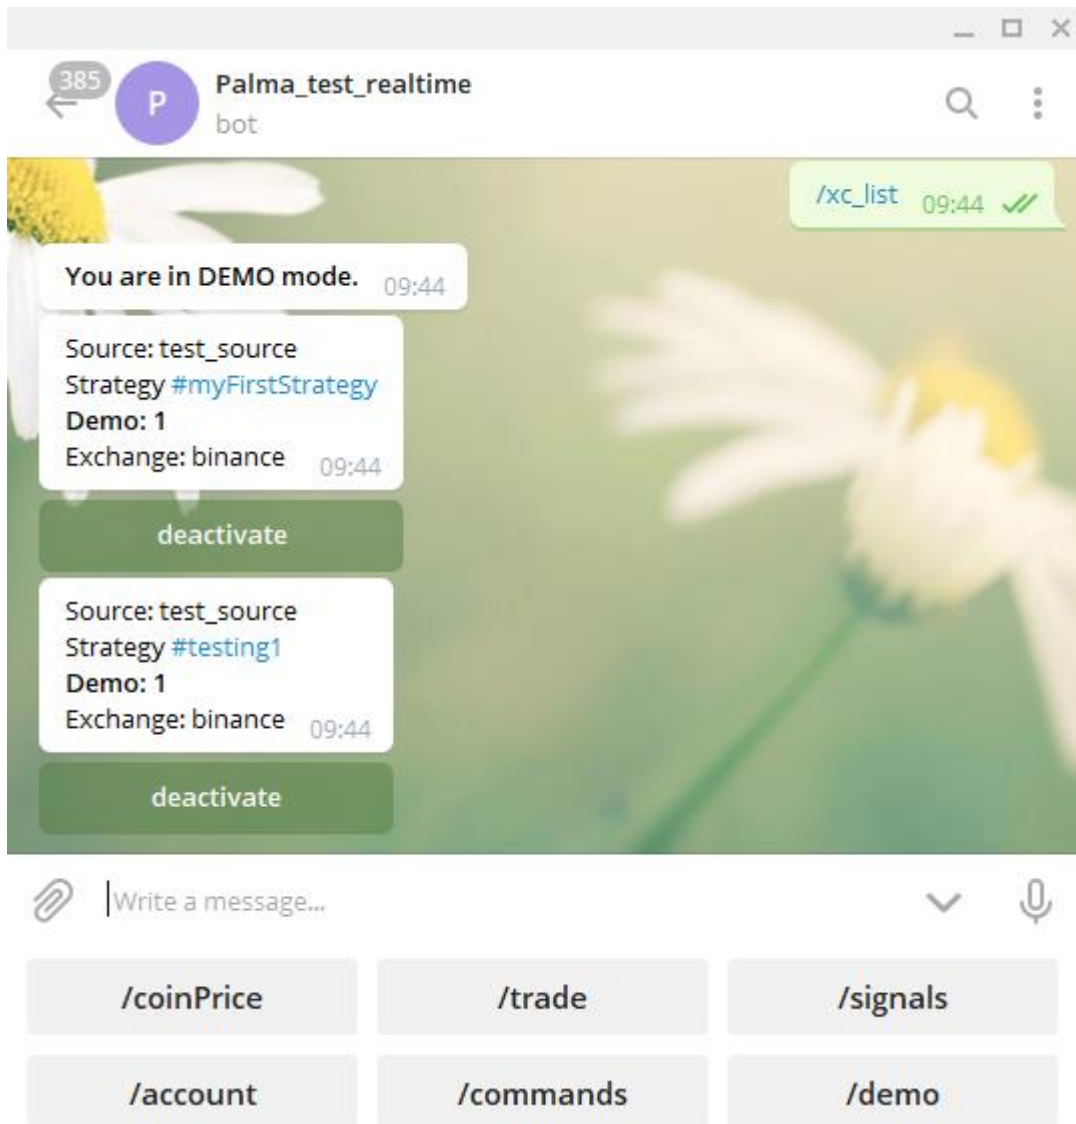 385
P
Palma_test_realtime
bot
/xc_list 09:44
You are in DEMO mode. 09:44
Source: test_source
Strategy #myFirstStrategy
Demo: 1
Exchange: binance 09:44
deactivate
Source: test_source
Strategy #testing1
Demo: 1
Exchange: binance 09:44
deactivate
Write a message...
/coinPrice /trade /signals
/account /commands /demo